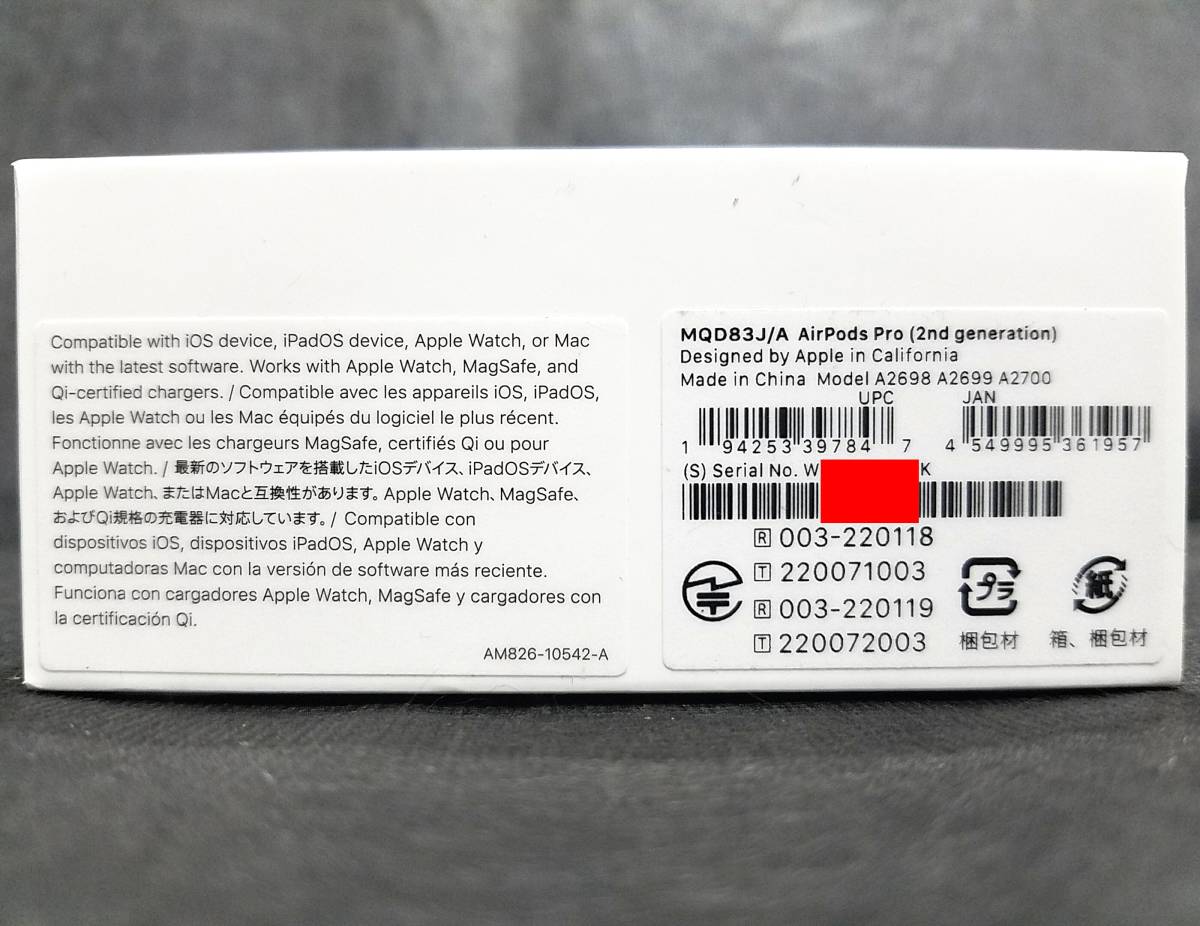 Compatible with iOS device, iPadOS device, Apple Watch, or Mac
with the latest software. Works with Apple Watch, MagSafe, and
Qi-certified chargers. / Compatible avec les appareils iOS, iPadOS,
les Apple Watch ou les Mac équipés du logiciel le plus récent.
Fonctionne avec les chargeurs MagSafe, certifiés Qi ou pour
Apple Watch. / 最新のソフトウェアを搭載したiOSデバイス、iPadOSデバイス、
Apple Watch、またはMacと互換性があります。Apple Watch、MagSafe、
およびQi規格の充電器に対応しています。/ Compatible con
dispositivos iOS, dispositivos iPadOS, Apple Watch y
computadoras Mac con la versión de software más reciente.
Funciona con cargadores Apple Watch, MagSafe y cargadores con
la certificación Qi.
AM826-10542-A
MQD83J/A AirPods Pro (2nd generation)
Designed by Apple in California
Made in China Model A2698 A2699 A2700
UPC JAN
1 94253 39784 7 4 549995 361957
(S) Serial No. W K
R 003-220118
T 220071003
R 003-220119
T 220072003
プラ 紙
梱包材 箱、梱包材